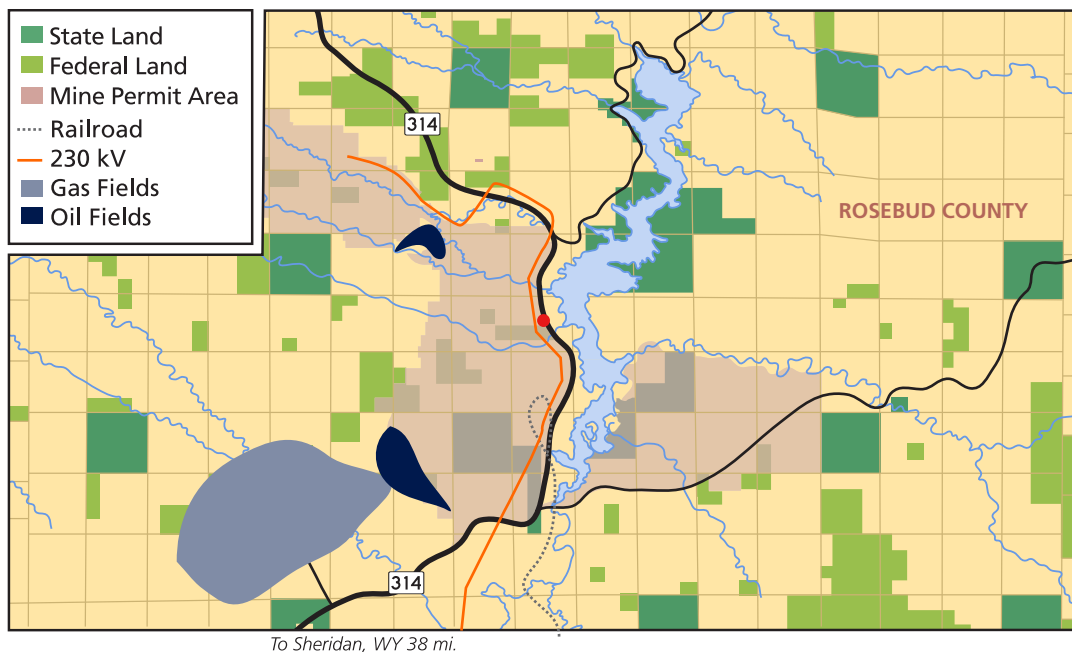 State Land
Federal Land
Mine Permit Area
Railroad
230 kV
Gas Fields
Oil Fields
314
ROSEBUD COUNTY
314
To Sheridan, WY 38 mi.